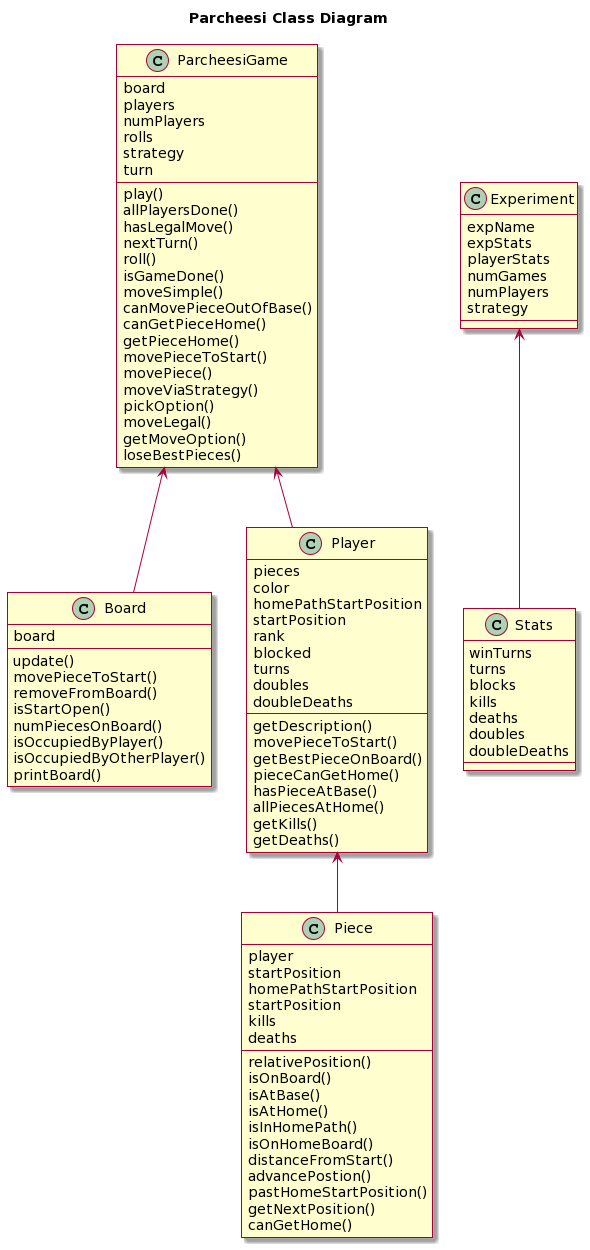 Parcheesi Class Diagram
C ParcheesiGame
board
players
numPlayers
rolls
strategy
turn
play()
allPlayersDone()
hasLegalMove()
nextTurn()
roll()
isGameDone()
moveSimple()
canMovePieceOutOfBase()
canGetPieceHome()
getPieceHome()
movePieceToStart()
movePiece()
moveViaStrategy()
pickOption()
moveLegal()
getMoveOption()
loseBestPieces()
C Experiment
expName
expStats
playerStats
numGames
numPlayers
strategy
C Board
board
update()
movePieceToStart()
removeFromBoard()
isStartOpen()
numPiecesOnBoard()
isOccupiedByPlayer()
isOccupiedByOtherPlayer()
printBoard()
C Player
pieces
color
homePathStartPosition
startPosition
rank
blocked
turns
doubles
doubleDeaths
getDescription()
movePieceToStart()
getBestPieceOnBoard()
pieceCanGetHome()
hasPieceAtBase()
allPiecesAtHome()
getKills()
getDeaths()
C Stats
winTurns
turns
blocks
kills
deaths
doubles
doubleDeaths
C Piece
player
startPosition
homePathStartPosition
startPosition
kills
deaths
relativePosition()
isOnBoard()
isAtBase()
isAtHome()
isInHomePath()
isOnHomeBoard()
distanceFromStart()
advancePostion()
pastHomeStartPosition()
getNextPosition()
canGetHome()